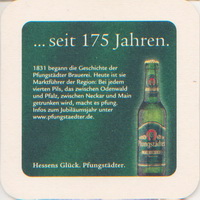 ... seit 175 Jahren.
1831 begann die Geschichte der
Pfungstädter Brauerei. Heute ist sie
Marktführer der Region: Bei jedem
vierten Pils, das zwischen Odenwald
und Pfalz, zwischen Neckar und Main
getrunken wird, macht es pfung.
Infos zum Jubiläumsjahr unter
www.pfungstaedter.de.
Pfungstädter
Hessens Glück. Pfungstädter.